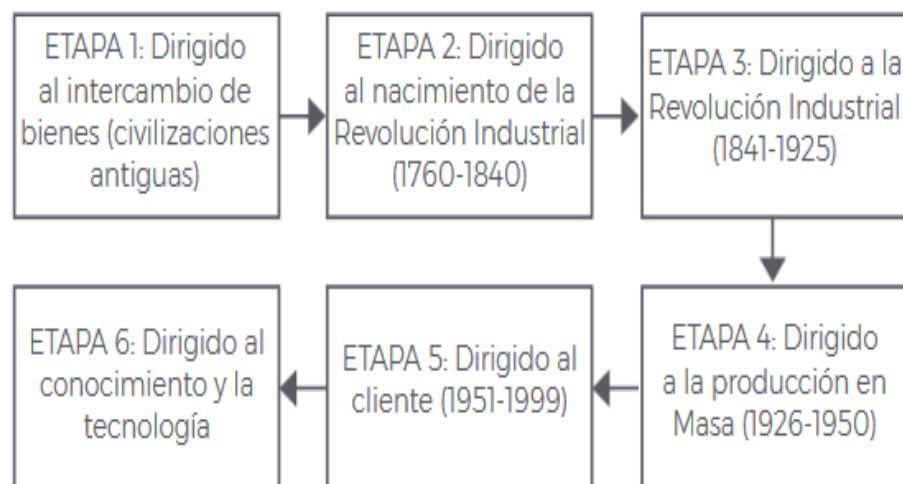 ETAPA 1: Dirigido
al intercambio de
bienes (civilizaciones
antiguas)
ETAPA 2: Dirigido
al nacimiento de la
Revolución Industrial
(1760-1840)
ETAPA 3: Dirigido a la
Revolución Industrial
(1841-1925)
ETAPA 4: Dirigido
a la producción en
Masa (1926-1950)
ETAPA 5: Dirigido al
cliente (1951-1999)
ETAPA 6: Dirigido al
conocimiento y la
tecnología